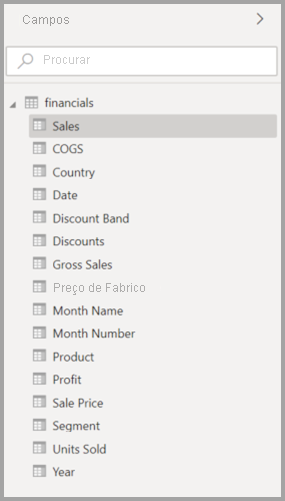 Campos
Procurar
financials
Sales
COGS
Country
Date
Discount Band
Discounts
Gross Sales
Preço de Fabrico
Month Name
Month Number
Product
Profit
Sale Price
Segment
Units Sold
Year